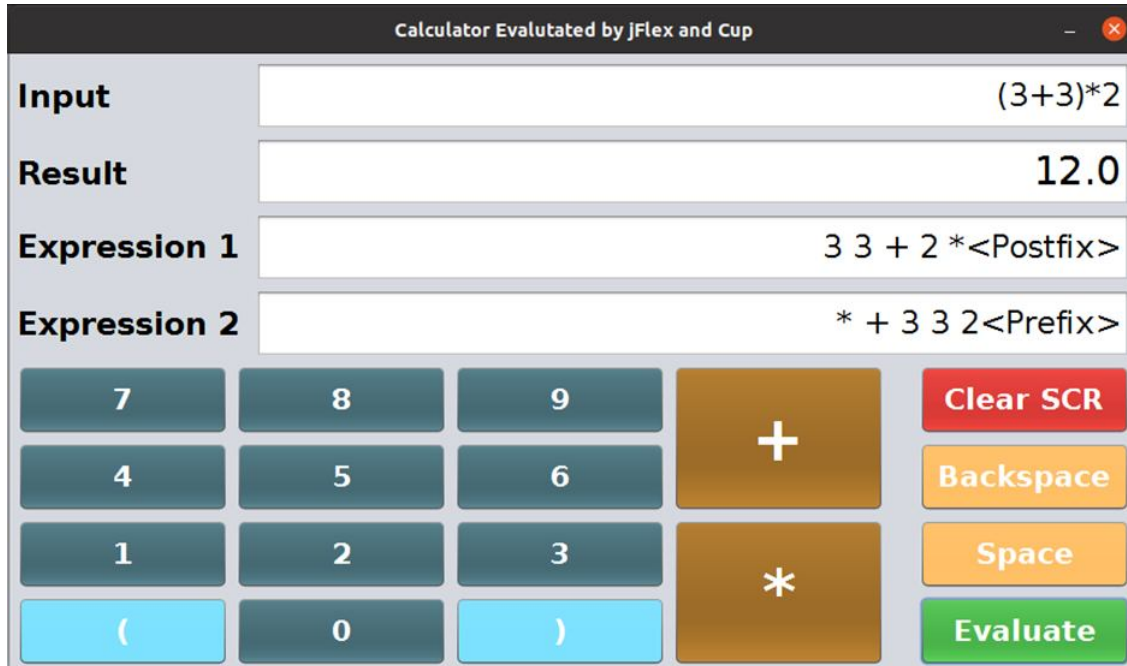 Calculator Evalutated by jFlex and Cup
Input (3+3)*2
Result 12.0
Expression 1 3 3 + 2 *<Postfix>
Expression 2 * + 3 3 2<Prefix>
7 8 9 + Clear SCR
4 5 6 Backspace
1 2 3 * Space
( 0 ) Evaluate